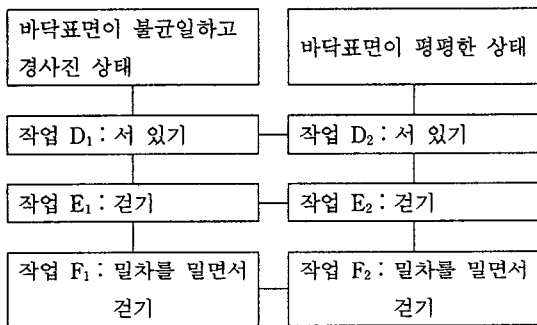 바닥표면이 불균일하고
경사진 상태
바닥표면이 평평한 상태
작업 D₁ : 서 있기
작업 D₂ : 서 있기
작업 E₁ : 걷기
작업 E₂ : 걷기
작업 F₁ : 밀차를 밀면서
걷기
작업 F₂ : 밀차를 밀면서
걷기